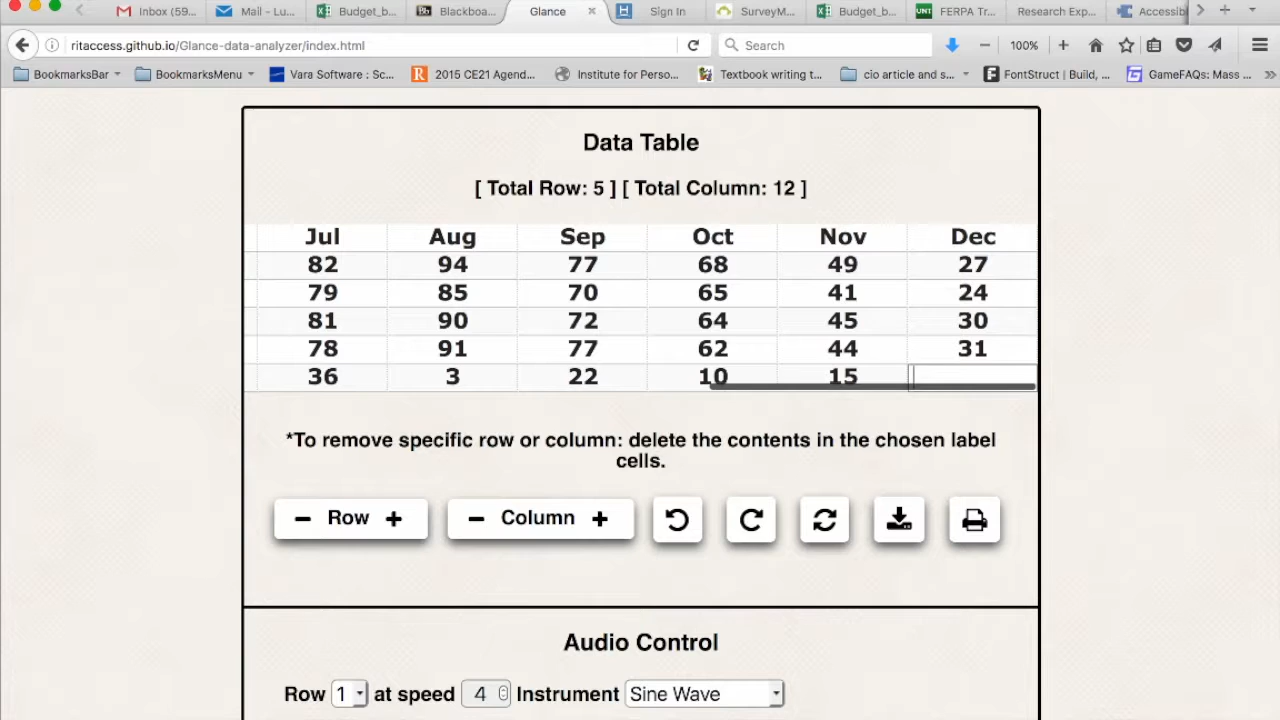 Inbox (59...
Mail – Lu...
Budget_b...
Bb Blackboa...
Glance
Sign In
SurveyM...
Budget_b...
UNT FERPA Tr...
Research Exp...
Accessib
ritaccess.github.io/Glance-data-analyzer/index.html
Search
100%
BookmarksBar
BookmarksMenu
Vara Software : Sc...
R 2015 CE21 Agend...
Institute for Perso...
Textbook writing t...
cio article and s...
F FontStruct | Build, ...
G GameFAQs: Mass ...
Data Table
[ Total Row: 5 ] [ Total Column: 12 ]
Jul Aug Sep Oct Nov Dec
82 94 77 68 49 27
79 85 70 65 41 24
81 90 72 64 45 30
78 91 77 62 44 31
36 3 22 10 15
*To remove specific row or column: delete the contents in the chosen label
cells.
− Row +
− Column +
Audio Control
Row 1 at speed 4 Instrument Sine Wave